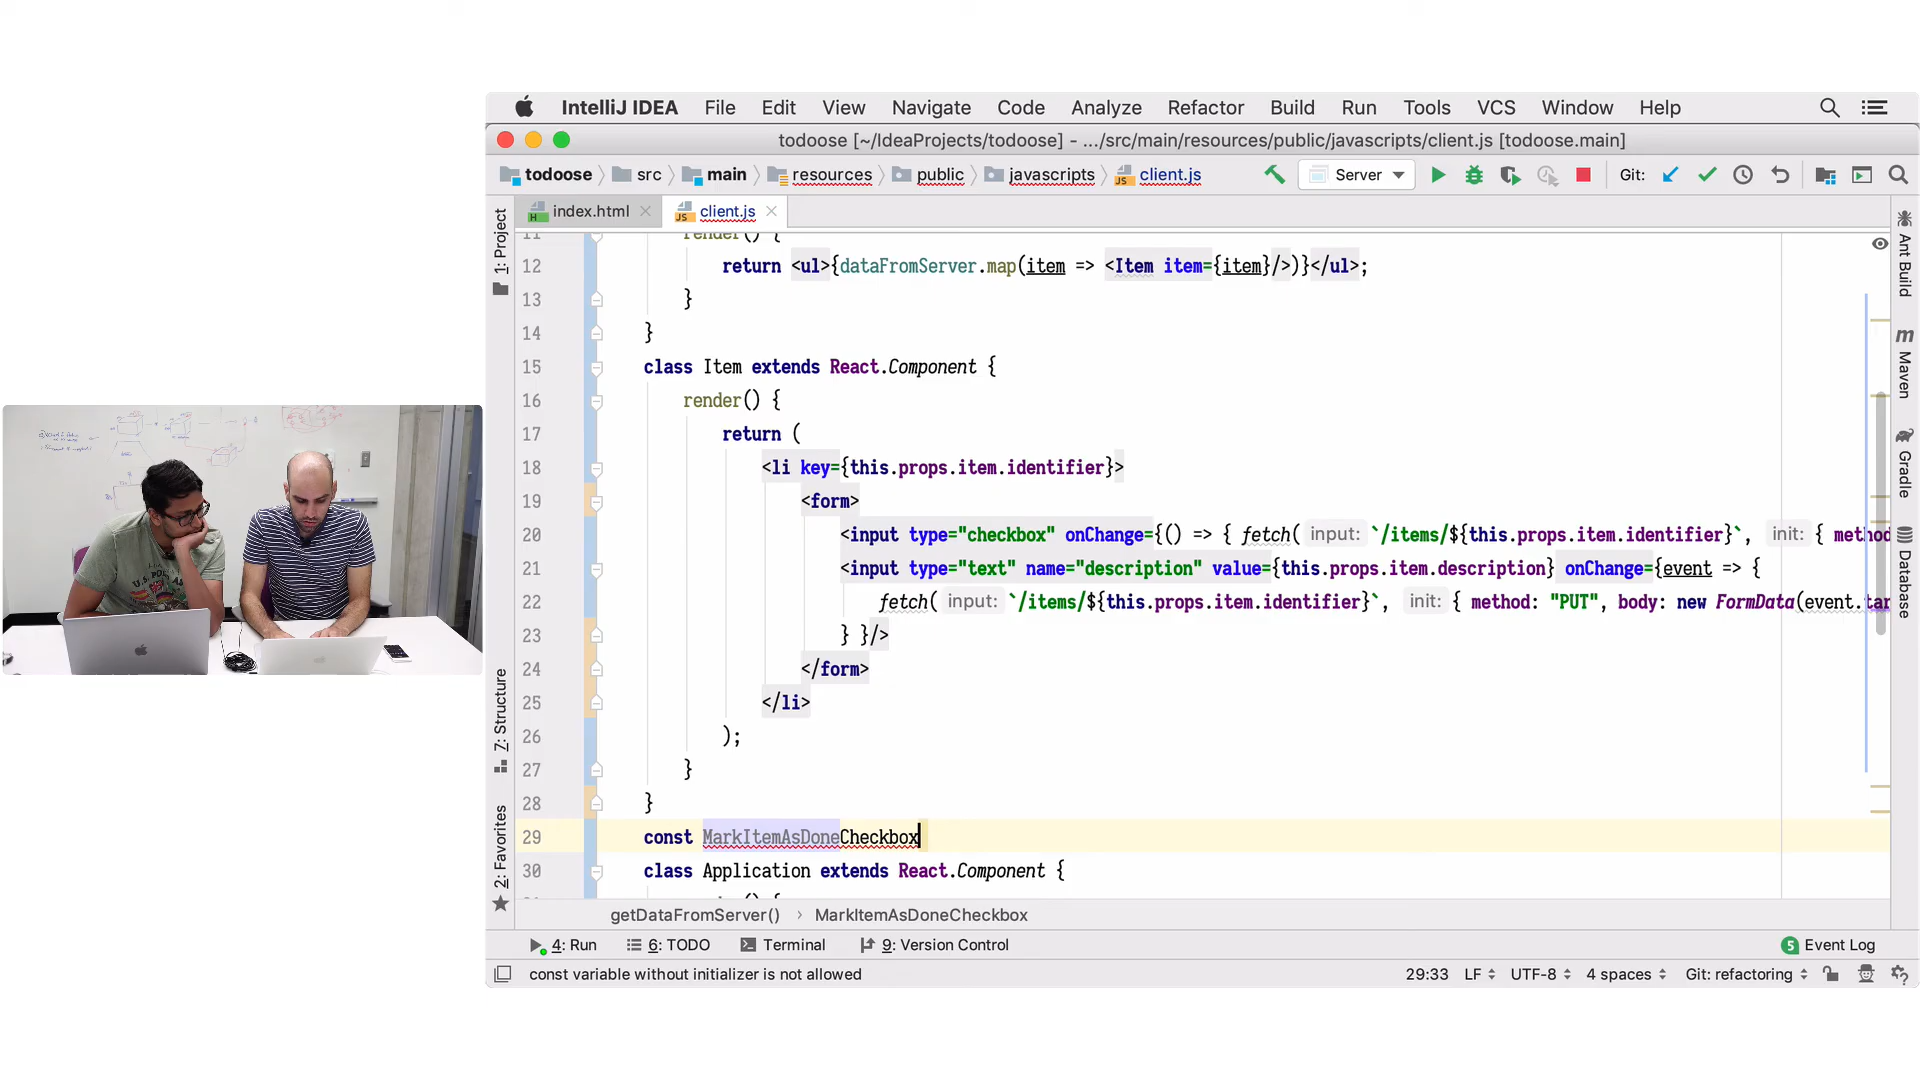 IntelliJ IDEA File Edit View Navigate Code Analyze Refactor Build Run Tools VCS Window Help
todoose [~/IdeaProjects/todoose] - .../src/main/resources/public/javascripts/client.js [todoose.main]
todoose src main resources public javascripts client.js Server Git:
index.html client.js
1: Project
7: Structure
2: Favorites
11 render() {
12 return <ul>{dataFromServer.map(item => <Item item={item}/>)}</ul>;
13 }
14 }
15 class Item extends React.Component {
16 render() {
17 return (
18 <li key={this.props.item.identifier}>
19 <form>
20 <input type="checkbox" onChange={() => { fetch( input: `/items/${this.props.item.identifier}`, init: { method
21 <input type="text" name="description" value={this.props.item.description} onChange={event => {
22 fetch( input: `/items/${this.props.item.identifier}`, init: { method: "PUT", body: new FormData(event.tar
23 } }/>
24 </form>
25 </li>
26 );
27 }
28 }
29 const MarkItemAsDoneCheckbox
30 class Application extends React.Component {
Ant Build
Maven
Gradle
Database
getDataFromServer() › MarkItemAsDoneCheckbox
4: Run 6: TODO Terminal 9: Version Control 5 Event Log
const variable without initializer is not allowed 29:33 LF UTF-8 4 spaces Git: refactoring